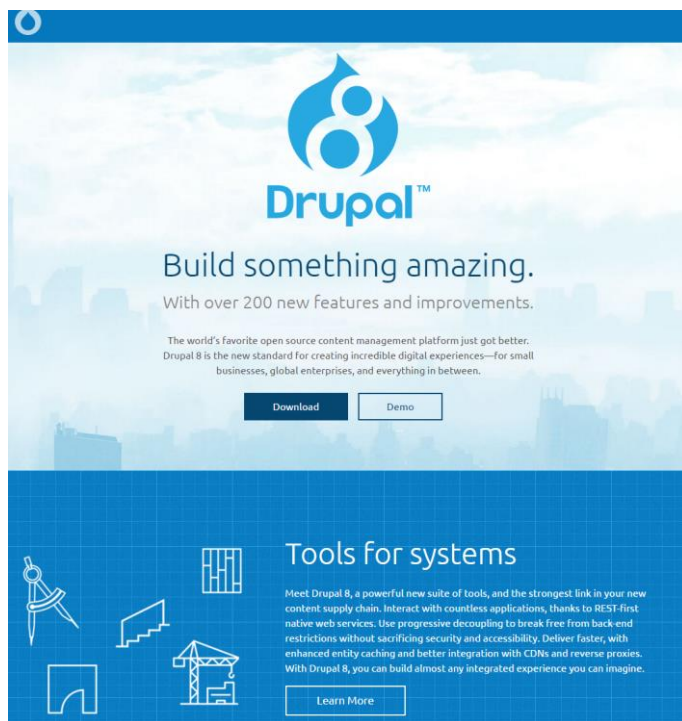 8
Drupal™
Build something amazing.
With over 200 new features and improvements.
The world's favorite open source content management platform just got better.
Drupal 8 is the new standard for creating incredible digital experiences—for small
businesses, global enterprises, and everything in between.
Download Demo
Tools for systems
Meet Drupal 8, a powerful new suite of tools, and the strongest link in your new
content supply chain. Interact with countless applications, thanks to REST-first
native web services. Use progressive decoupling to break free from back-end
restrictions without sacrificing security and accessibility. Deliver faster, with
enhanced entity caching and better integration with CDNs and reverse proxies.
With Drupal 8, you can build almost any integrated experience you can imagine.
Learn More